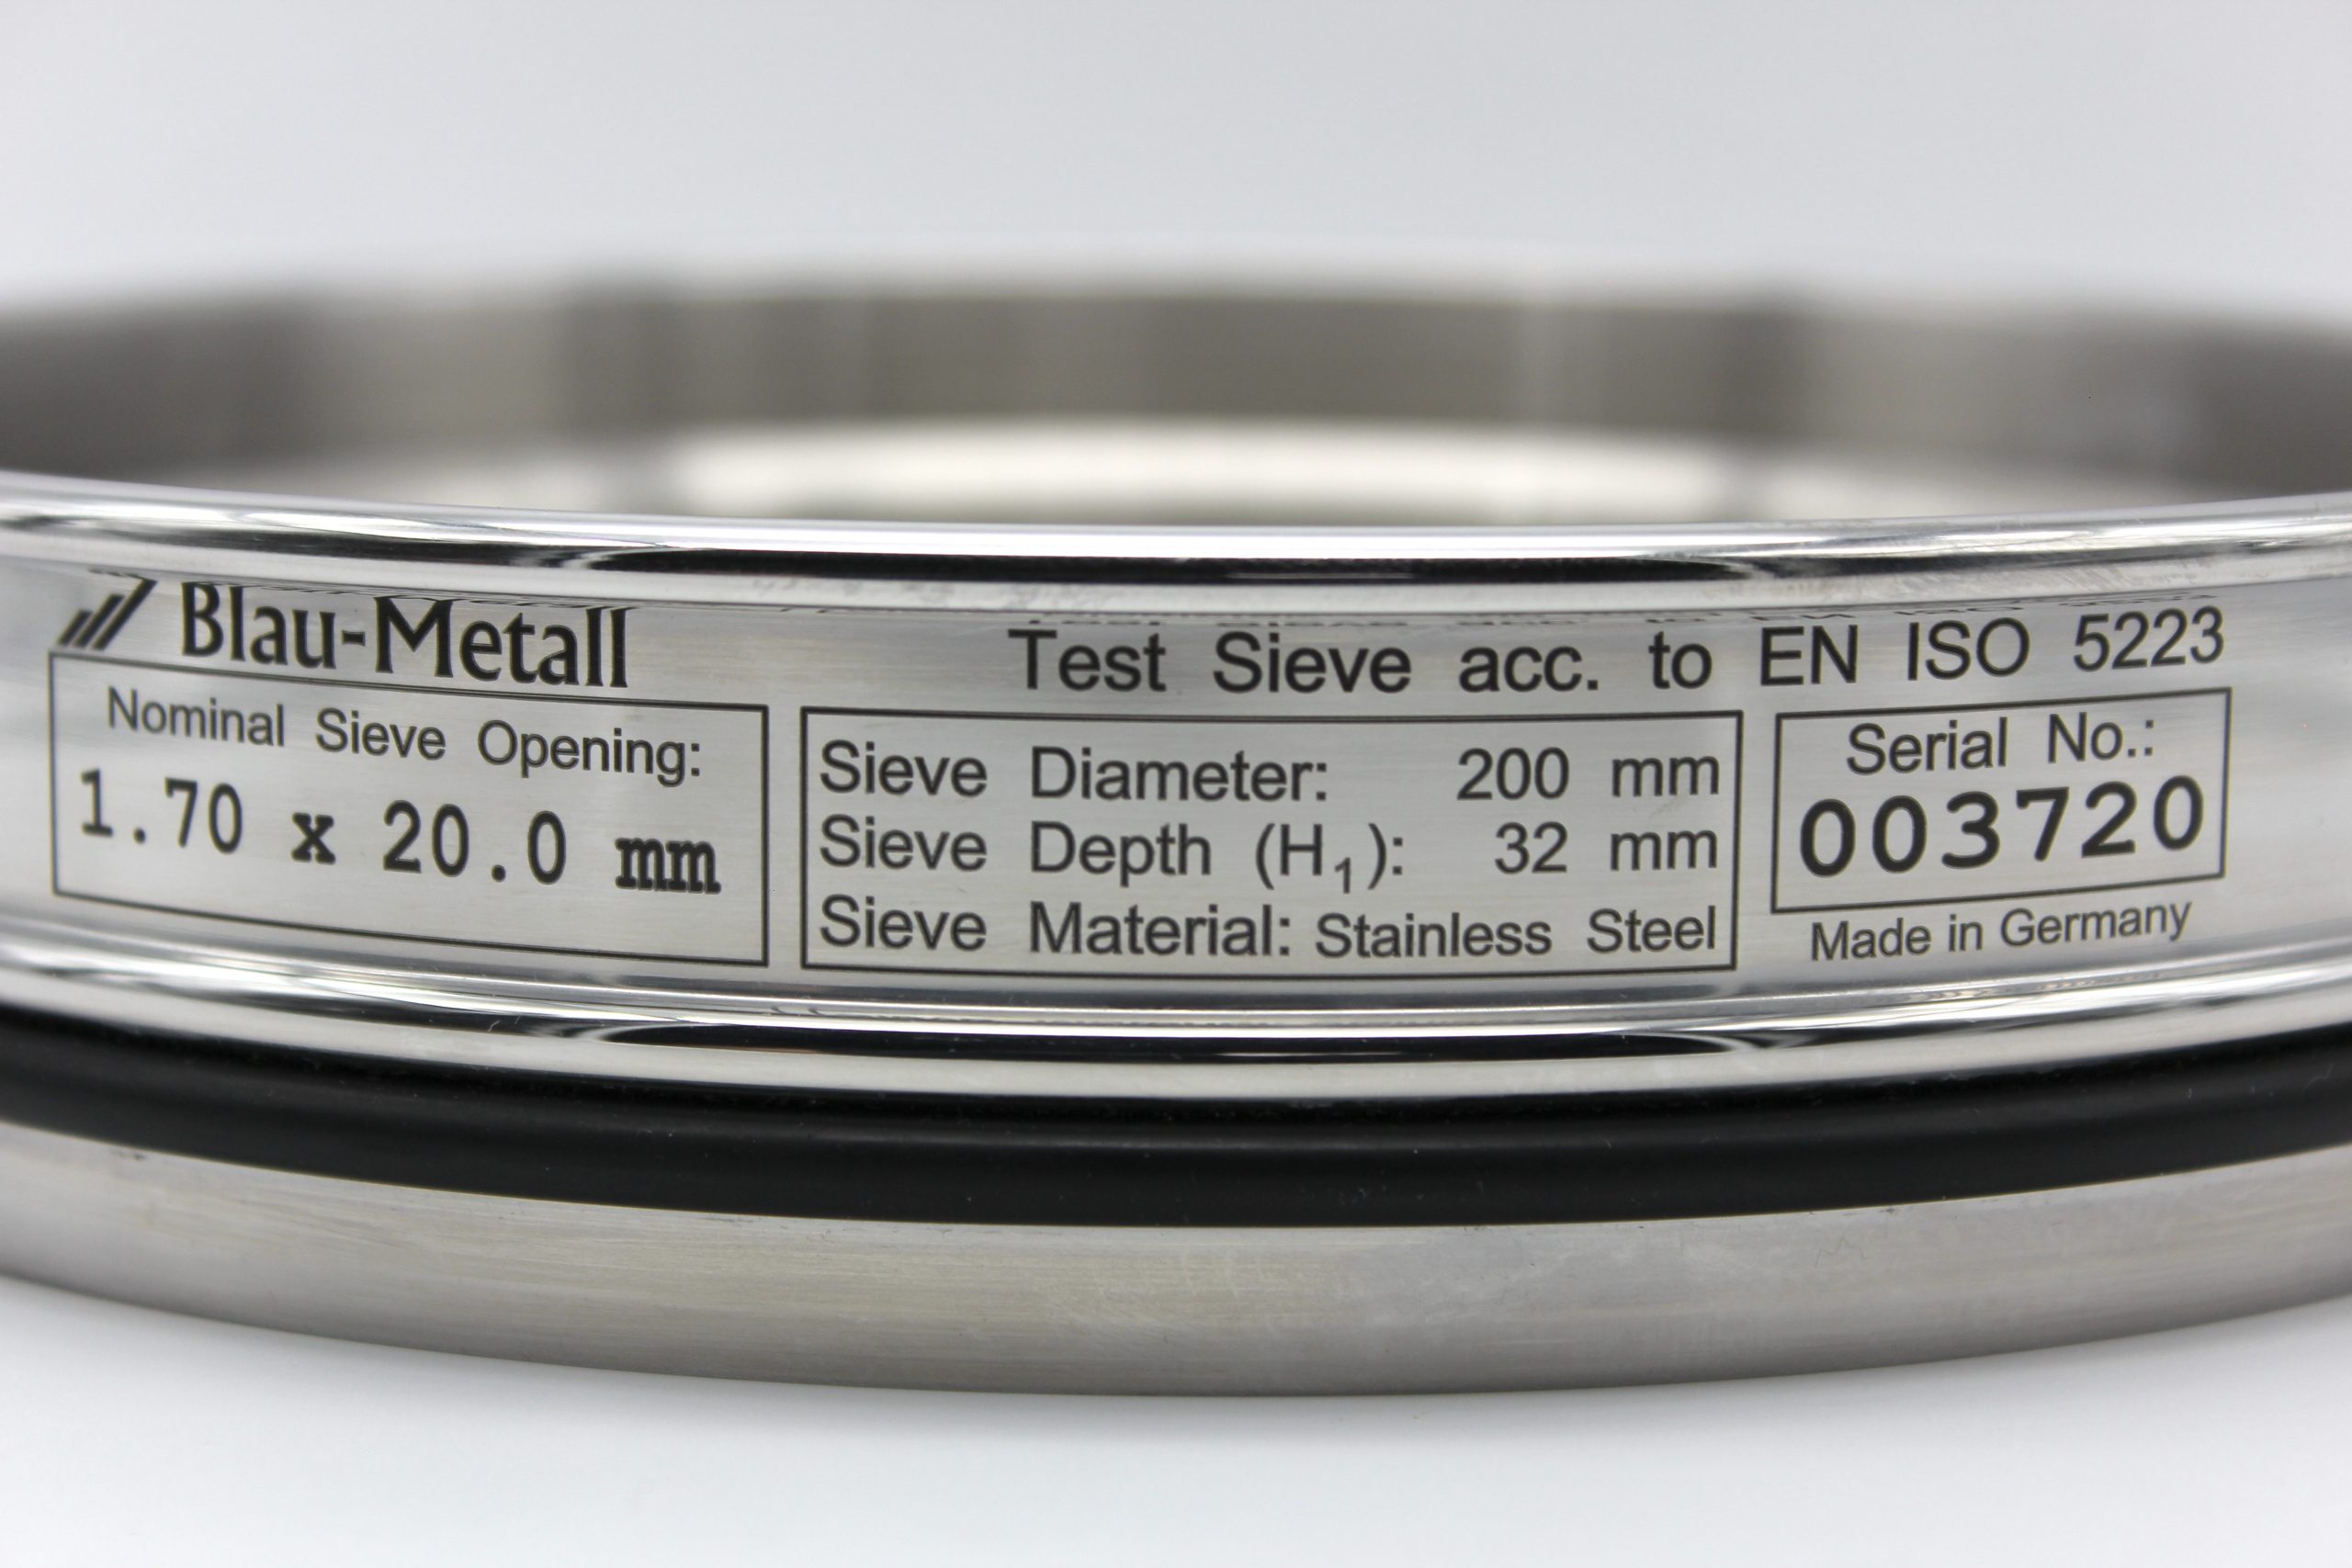 Blau-Metall
Test Sieve acc. to EN ISO 5223
Nominal Sieve Opening:
1.70 x 20.0 mm
Sieve Diameter: 200 mm
Sieve Depth (H₁): 32 mm
Sieve Material: Stainless Steel
Serial No.:
003720
Made in Germany